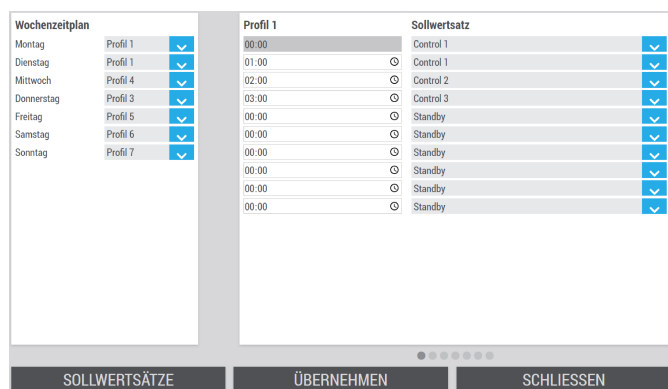 Wochenzeitplan
Montag Profil 1
Dienstag Profil 1
Mittwoch Profil 4
Donnerstag Profil 3
Freitag Profil 5
Samstag Profil 6
Sonntag Profil 7
Profil 1 Sollwertsatz
00:00 Control 1
01:00 Control 1
02:00 Control 2
03:00 Control 3
00:00 Standby
00:00 Standby
00:00 Standby
00:00 Standby
00:00 Standby
00:00 Standby
SOLLWERTSÄTZE ÜBERNEHMEN SCHLIESSEN